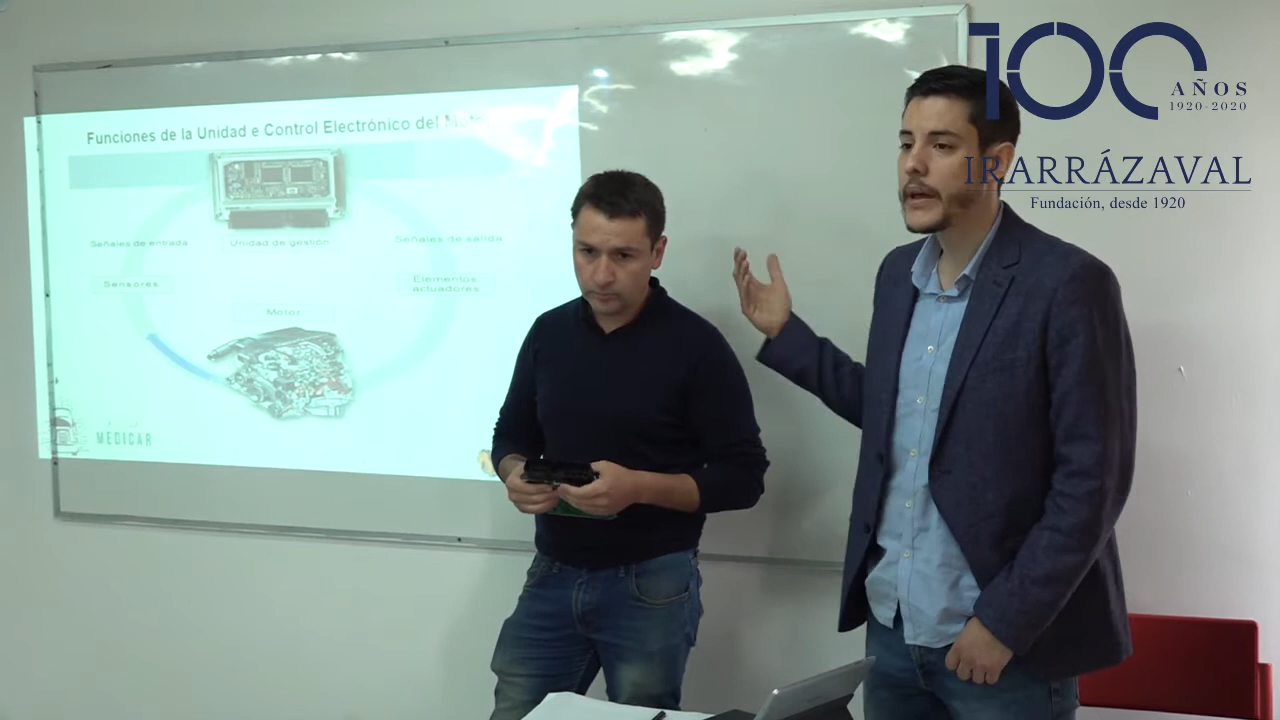 Funciones de la Unidad e Control Electrónico del Motor
Señales de entrada
Unidad de gestión
Señales de salida
Sensores
Elementos
actuadores
Motor
MEDICAR
100
AÑOS
1920-2020
IRARRÁZAVAL
Fundación, desde 1920